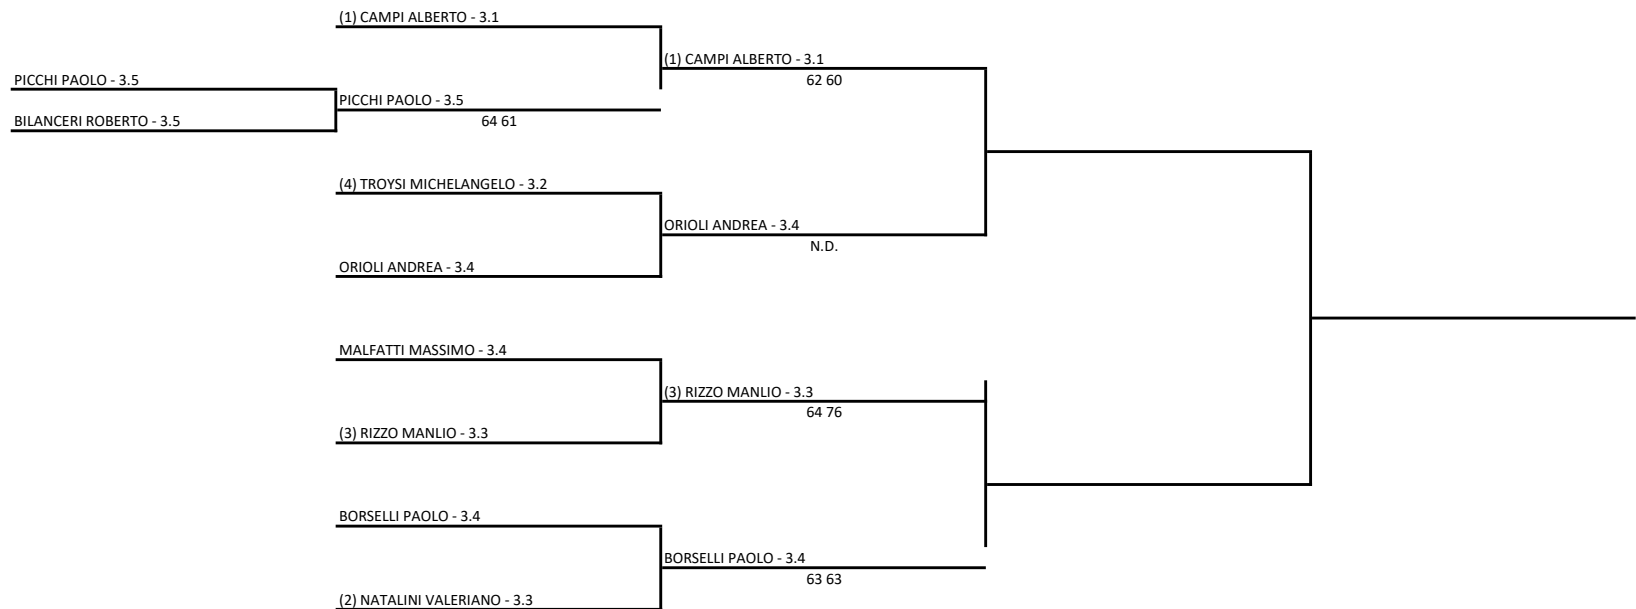 (1) CAMPI ALBERTO - 3.1
(1) CAMPI ALBERTO - 3.1
PICCHI PAOLO - 3.5
62 60
PICCHI PAOLO - 3.5
BILANCERI ROBERTO - 3.5
64 61
(4) TROYSI MICHELANGELO - 3.2
ORIOLI ANDREA - 3.4
N.D.
ORIOLI ANDREA - 3.4
MALFATTI MASSIMO - 3.4
(3) RIZZO MANLIO - 3.3
64 76
(3) RIZZO MANLIO - 3.3
BORSELLI PAOLO - 3.4
BORSELLI PAOLO - 3.4
63 63
(2) NATALINI VALERIANO - 3.3